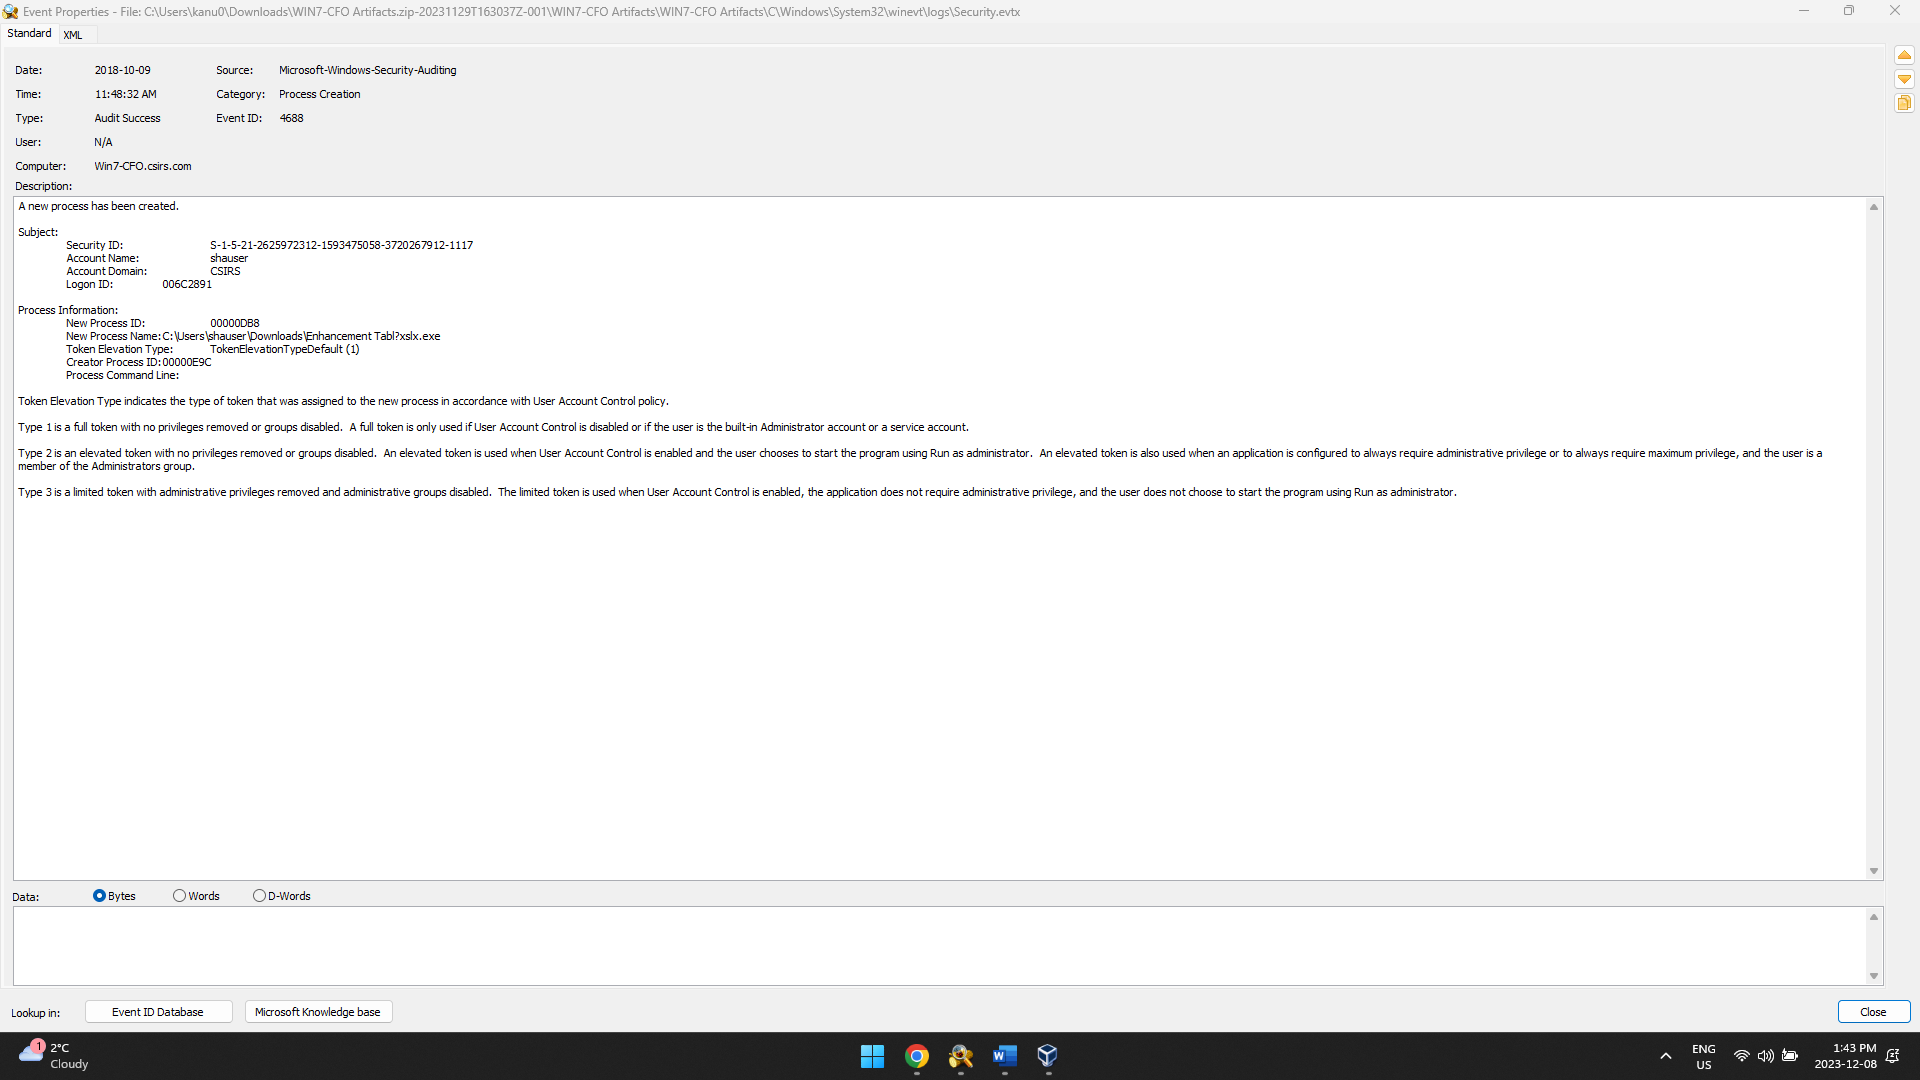 Event Properties - File: C:\Users\kanu0\Downloads\WIN7-CFO Artifacts.zip-20231129T163037Z-001\WIN7-CFO Artifacts\WIN7-CFO Artifacts\C\Windows\System32\winevt\logs\Security.evtx
Standard XML
Date: 2018-10-09 Source: Microsoft-Windows-Security-Auditing
Time: 11:48:32 AM Category: Process Creation
Type: Audit Success Event ID: 4688
User: N/A
Computer: Win7-CFO.csirs.com
Description:
A new process has been created.
Subject:
Security ID: S-1-5-21-2625972312-1593475058-3720267912-1117
Account Name: shauser
Account Domain: CSIRS
Logon ID: 006C2891
Process Information:
New Process ID: 00000DB8
New Process Name: C:\Users\shauser\Downloads\Enhancement Tabl?xslx.exe
Token Elevation Type: TokenElevationTypeDefault (1)
Creator Process ID: 00000E9C
Process Command Line:
Token Elevation Type indicates the type of token that was assigned to the new process in accordance with User Account Control policy.
Type 1 is a full token with no privileges removed or groups disabled.  A full token is only used if User Account Control is disabled or if the user is the built-in Administrator account or a service account.
Type 2 is an elevated token with no privileges removed or groups disabled.  An elevated token is used when User Account Control is enabled and the user chooses to start the program using Run as administrator.  An elevated token is also used when an application is configured to always require administrative privilege or to always require maximum privilege, and the user is a
member of the Administrators group.
Type 3 is a limited token with administrative privileges removed and administrative groups disabled.  The limited token is used when User Account Control is enabled, the application does not require administrative privilege, and the user does not choose to start the program using Run as administrator.
Data: Bytes Words D-Words
Lookup in: Event ID Database Microsoft Knowledge base Close
1 2°C
Cloudy
W
ENG
US
1:43 PM
2023-12-08